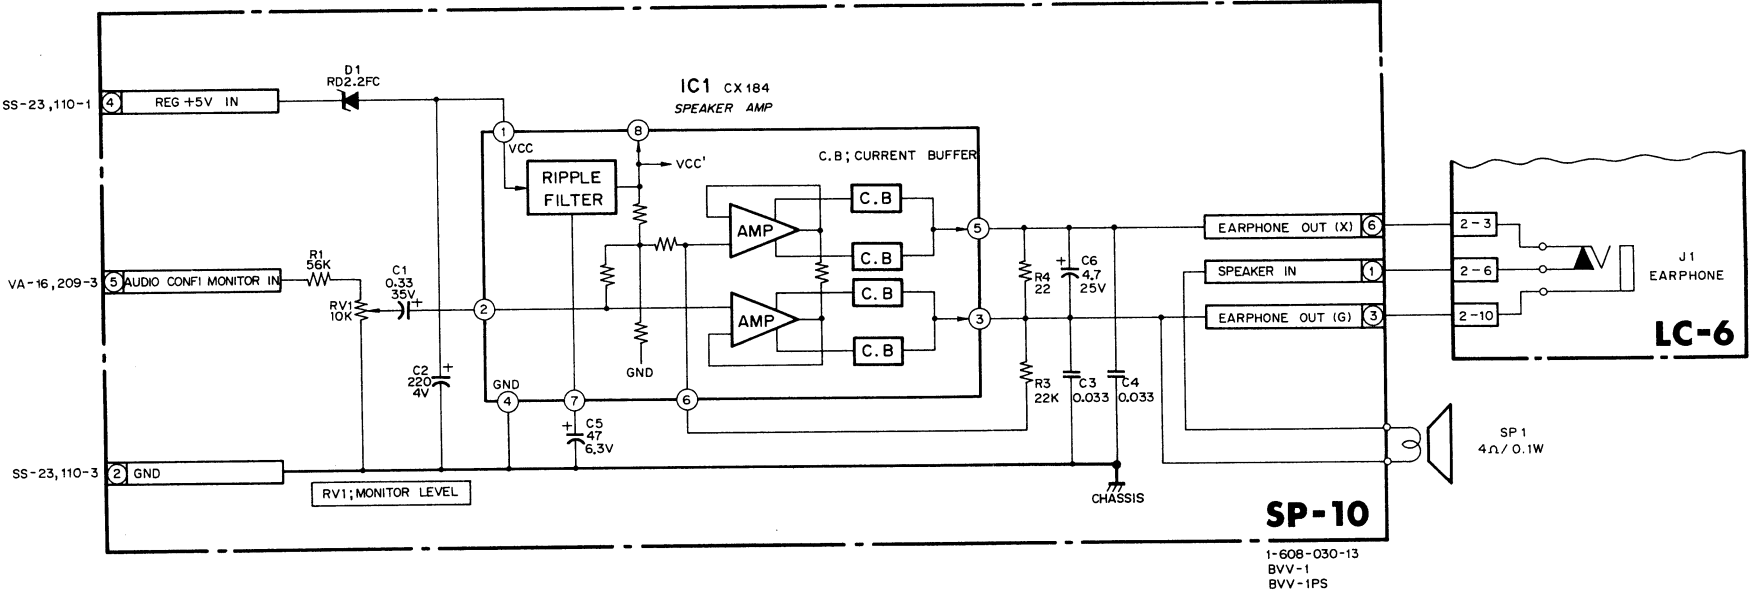 SS-23,110-1
4
REG +5V IN
D1
RD2.2FC
IC1 CX184
SPEAKER AMP
1
VCC
8
VCC'
C.B; CURRENT BUFFER
RIPPLE
FILTER
C.B
AMP
C.B
5
C.B
AMP
C.B
3
GND
2
GND
4
7
6
VA-16,209-3
5
AUDIO CONFI MONITOR IN
R1
56K
RV1
10K
C1
0.33
35V
+
C2
220
4V
+
C5
47
6.3V
+
R4
22
C6
4.7
25V
+
R3
22K
C3
0.033
C4
0.033
EARPHONE OUT (X)
6
SPEAKER IN
1
EARPHONE OUT (G)
3
2-3
2-6
2-10
J1
EARPHONE
LC-6
SP1
4Ω/0.1W
SS-23,110-3
2
GND
RV1; MONITOR LEVEL
CHASSIS
SP-10
1-608-030-13
BVV-1
BVV-1PS